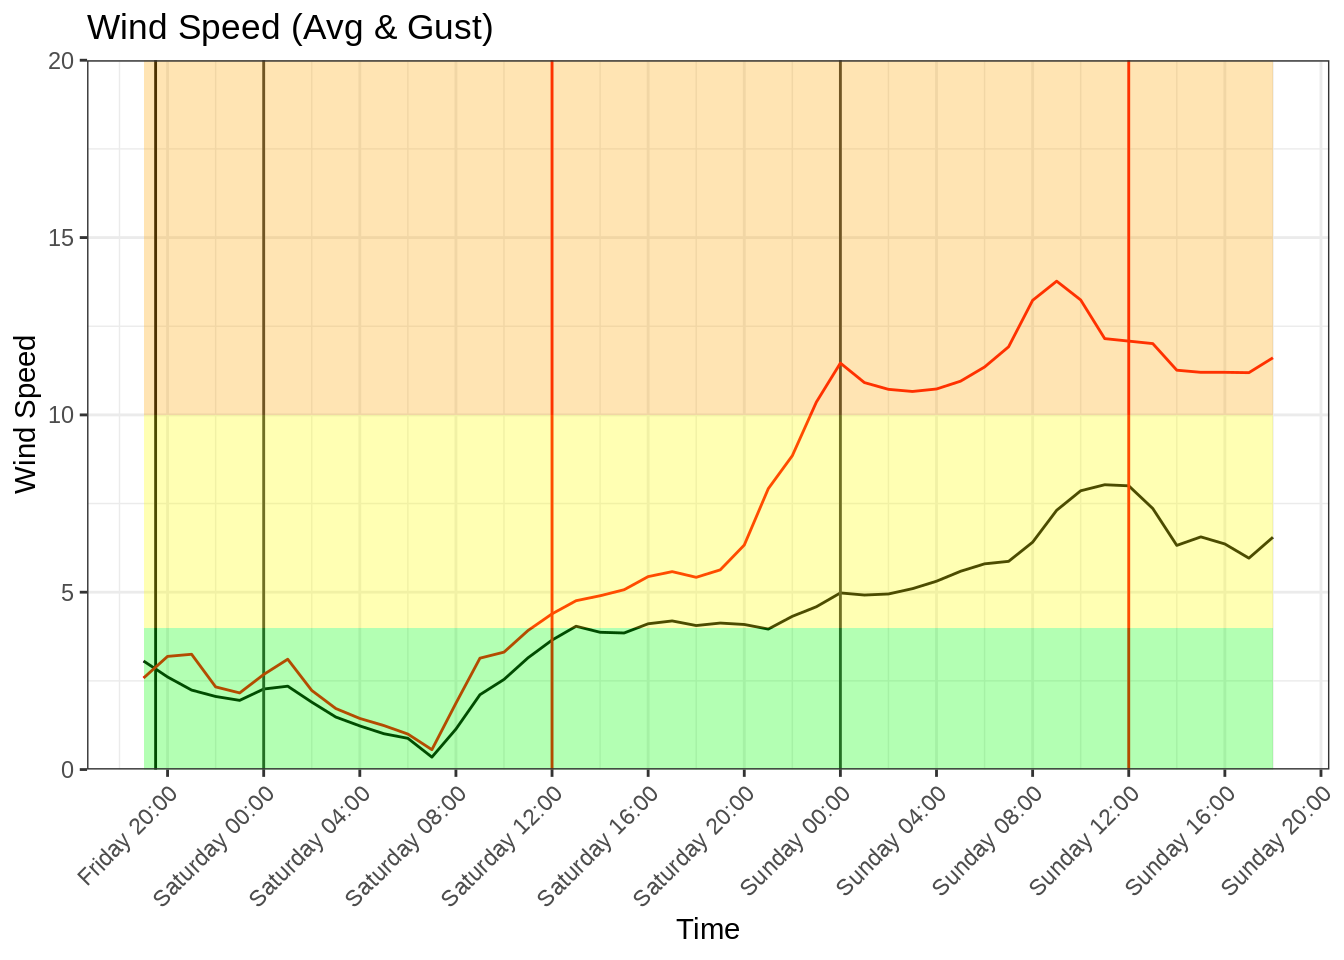 Wind Speed (Avg & Gust)
20
15
10
5
0
Wind Speed
Friday 20:00
Saturday 00:00
Saturday 04:00
Saturday 08:00
Saturday 12:00
Saturday 16:00
Saturday 20:00
Sunday 00:00
Sunday 04:00
Sunday 08:00
Sunday 12:00
Sunday 16:00
Sunday 20:00
Time